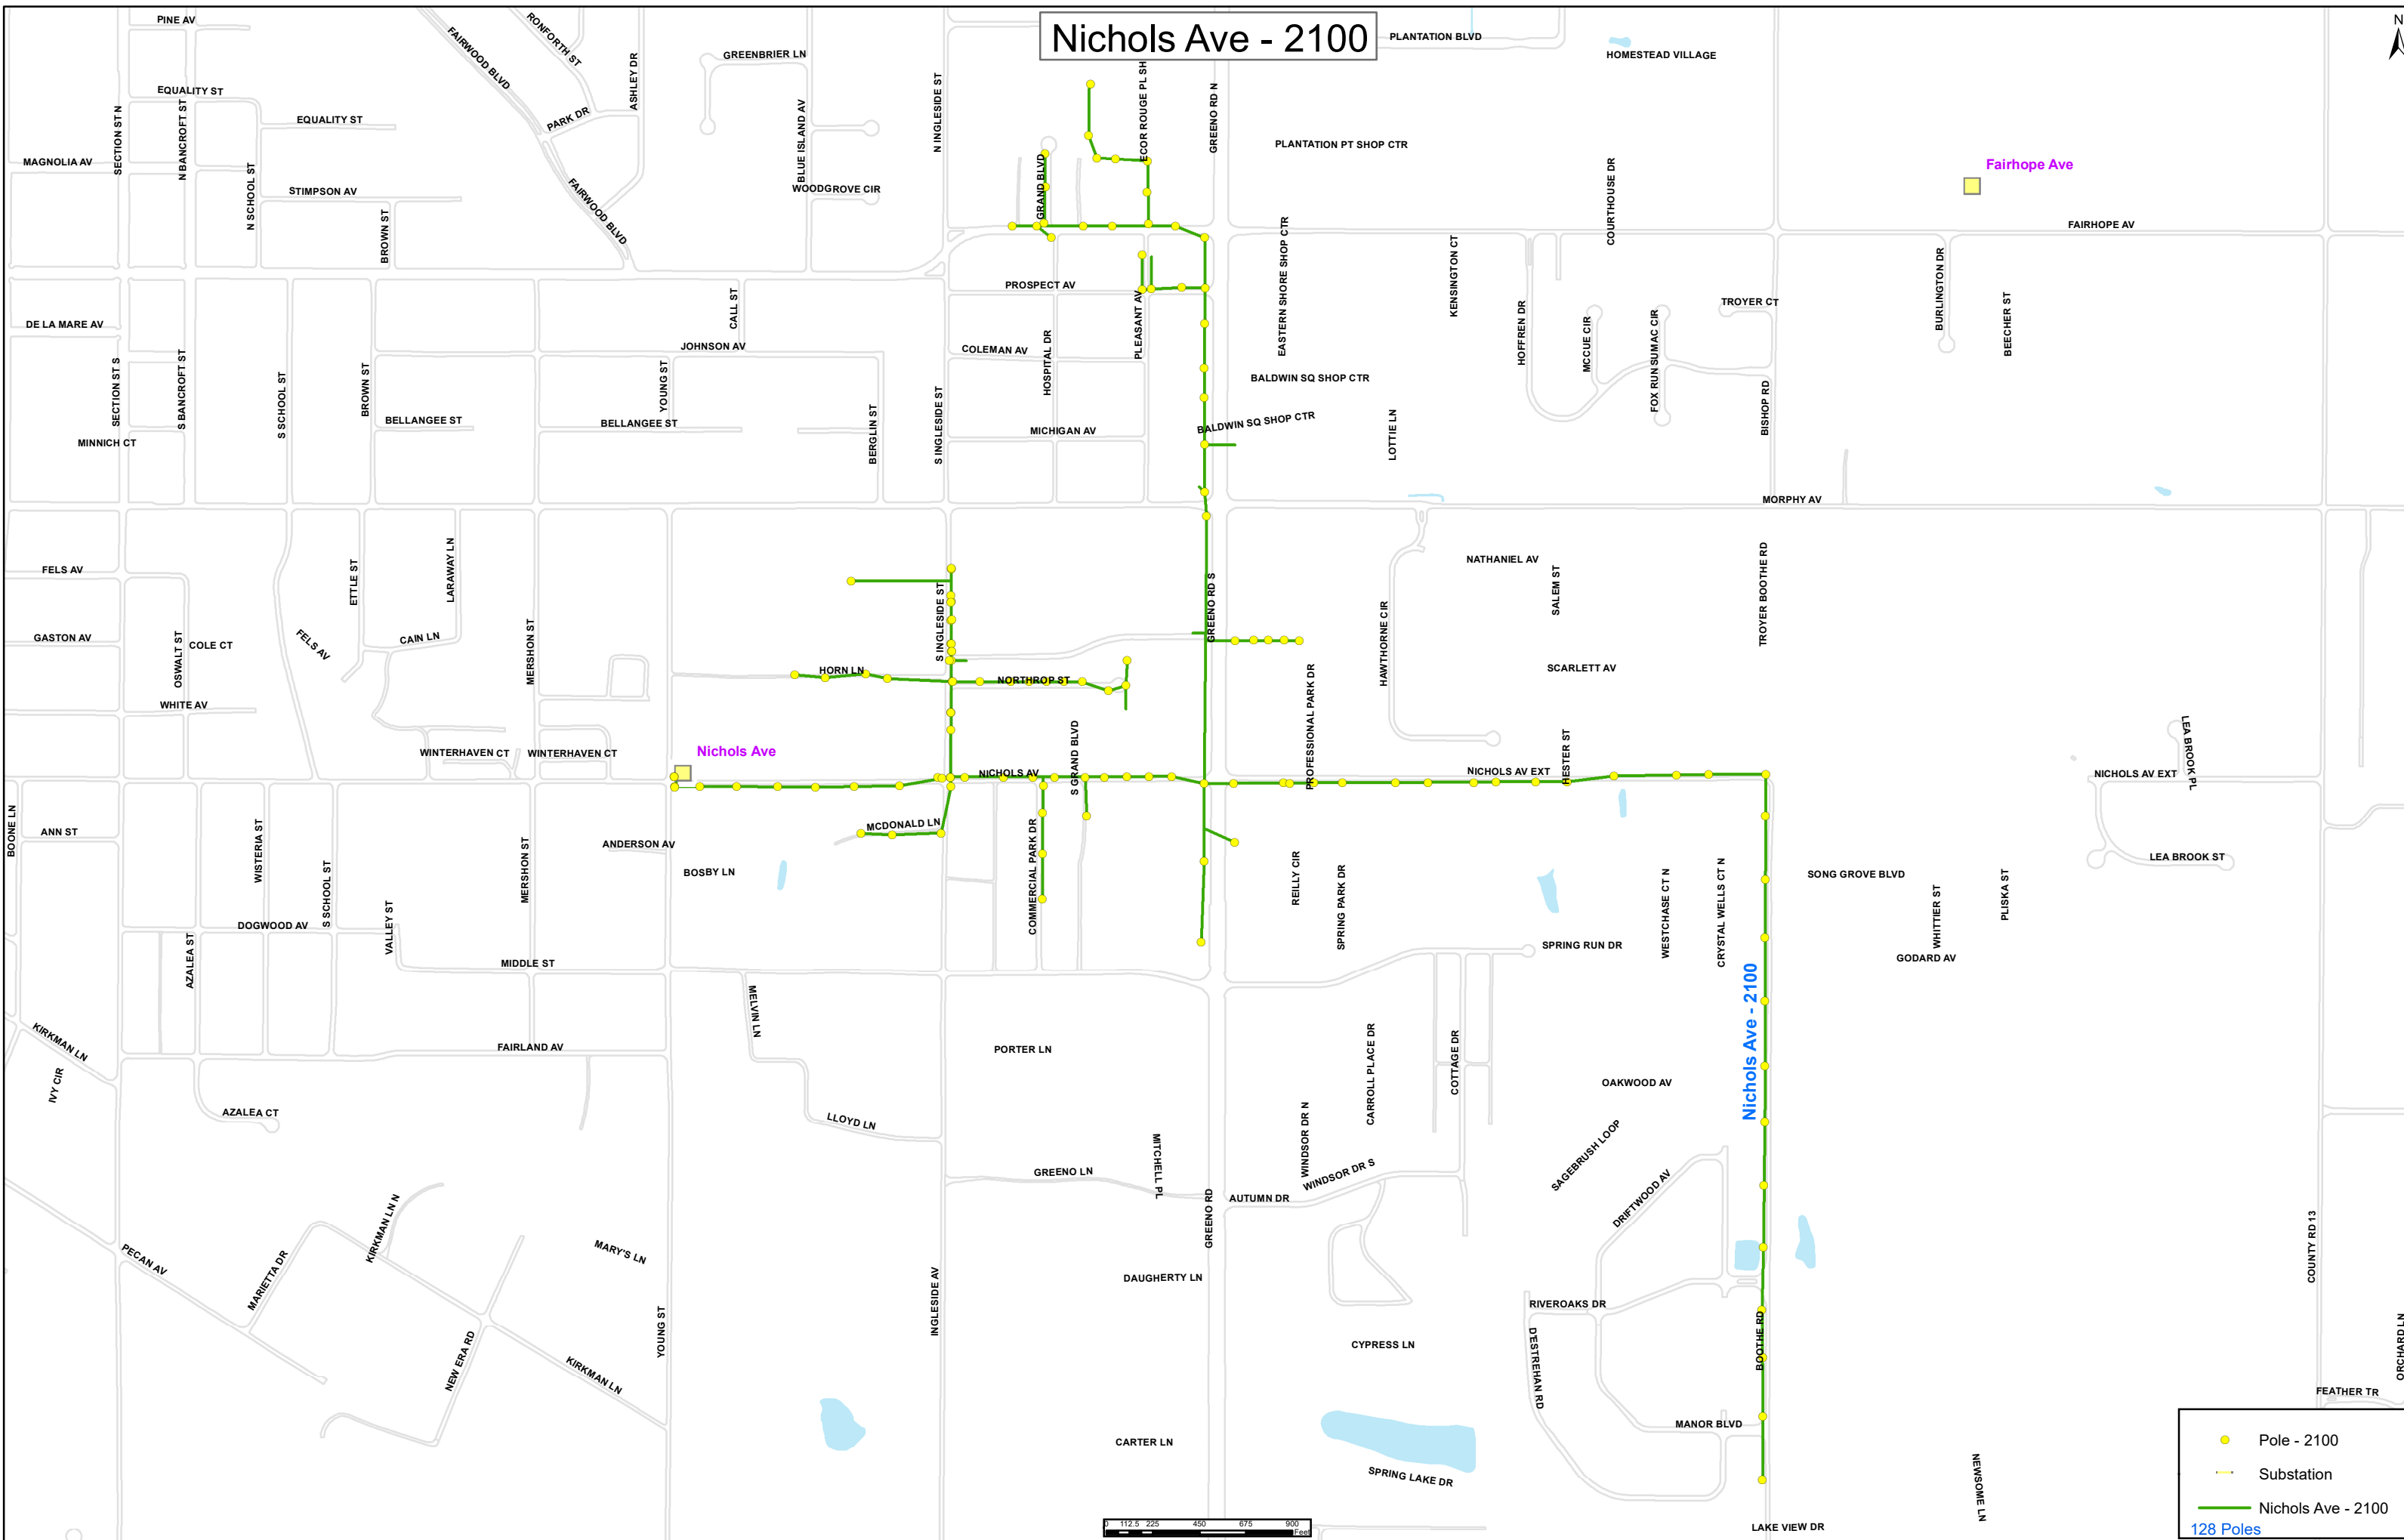 Nichols Ave - 2100
N
PINE AV
FAIRWOOD BLVD
RONFORTH ST
ASHLEY DR
GREENBRIER LN
PLANTATION BLVD
HOMESTEAD VILLAGE
EQUALITY ST
SECTION ST N
N BANCROFT ST
EQUALITY ST
PARK DR
BLUE ISLAND AV
N INGLESIDE ST
ECOR ROUGE PL SH
GREENO RD N
PLANTATION PT SHOP CTR
MAGNOLIA AV
N SCHOOL ST
STIMPSON AV
BROWN ST
FAIRWOOD BLVD
WOODGROVE CIR
GRAND BLVD
COURTHOUSE DR
Fairhope Ave
FAIRHOPE AV
EASTERN SHORE SHOP CTR
KENSINGTON CT
PROSPECT AV
BURLINGTON DR
BEECHER ST
TROYER CT
DE LA MARE AV
SECTION ST S
S BANCROFT ST
S SCHOOL ST
BROWN ST
CALL ST
JOHNSON AV
YOUNG ST
COLEMAN AV
HOSPITAL DR
PLEASANT AV
HOFFREN DR
MCCUE CIR
FOX RUN SUMAC CIR
BALDWIN SQ SHOP CTR
BALDWIN SQ SHOP CTR
LOTTIE LN
BISHOP RD
MINNICH CT
BELLANGEE ST
BELLANGEE ST
BERGLIN ST
S INGLESIDE ST
MICHIGAN AV
MORPHY AV
FELS AV
ETTLE ST
LARAWAY LN
S INGLESIDE ST
GREENO RD S
NATHANIEL AV
SALEM ST
TROYER BOOTHE RD
GASTON AV
OSWALT ST
COLE CT
FELS AV
CAIN LN
MERSHON ST
HAWTHORNE CIR
SCARLETT AV
HORN LN
NORTHROP ST
WHITE AV
PROFESSIONAL PARK DR
WINTERHAVEN CT
WINTERHAVEN CT
Nichols Ave
S GRAND BLVD
NICHOLS AV
NICHOLS AV EXT
HESTER ST
LEA BROOK PL
NICHOLS AV EXT
BOONE LN
ANN ST
WISTERIA ST
S SCHOOL ST
MERSHON ST
ANDERSON AV
MCDONALD LN
BOSBY LN
COMMERCIAL PARK DR
REILLY CIR
SPRING PARK DR
WESTCHASE CT N
CRYSTAL WELLS CT N
SONG GROVE BLVD
LEA BROOK ST
WHITTIER ST
PLISKA ST
DOGWOOD AV
AZALEA ST
VALLEY ST
MIDDLE ST
SPRING RUN DR
GODARD AV
Nichols Ave - 2100
KIRKMAN LN
IVY CIR
FAIRLAND AV
MELVIN LN
PORTER LN
CARROLL PLACE DR
COTTAGE DR
OAKWOOD AV
AZALEA CT
LLOYD LN
MITCHELL PL
WINDSOR DR N
WINDSOR DR S
SAGEBRUSH LOOP
GREENO LN
GREENO RD
AUTUMN DR
DRIFTWOOD AV
PECAN AV
MARIETTA DR
KIRKMAN LN N
MARY'S LN
YOUNG ST
INGLESIDE AV
DAUGHERTY LN
COUNTY RD 13
RIVEROAKS DR
D'ESTREHAN RD
BOOTHE RD
CYPRESS LN
NEW ERA RD
KIRKMAN LN
ORCHARD LN
FEATHER TR
MANOR BLVD
CARTER LN
SPRING LAKE DR
NEWSOME LN
LAKE VIEW DR
0 112.5 225 450 675 900
Feet
Pole - 2100
Substation
Nichols Ave - 2100
128 Poles